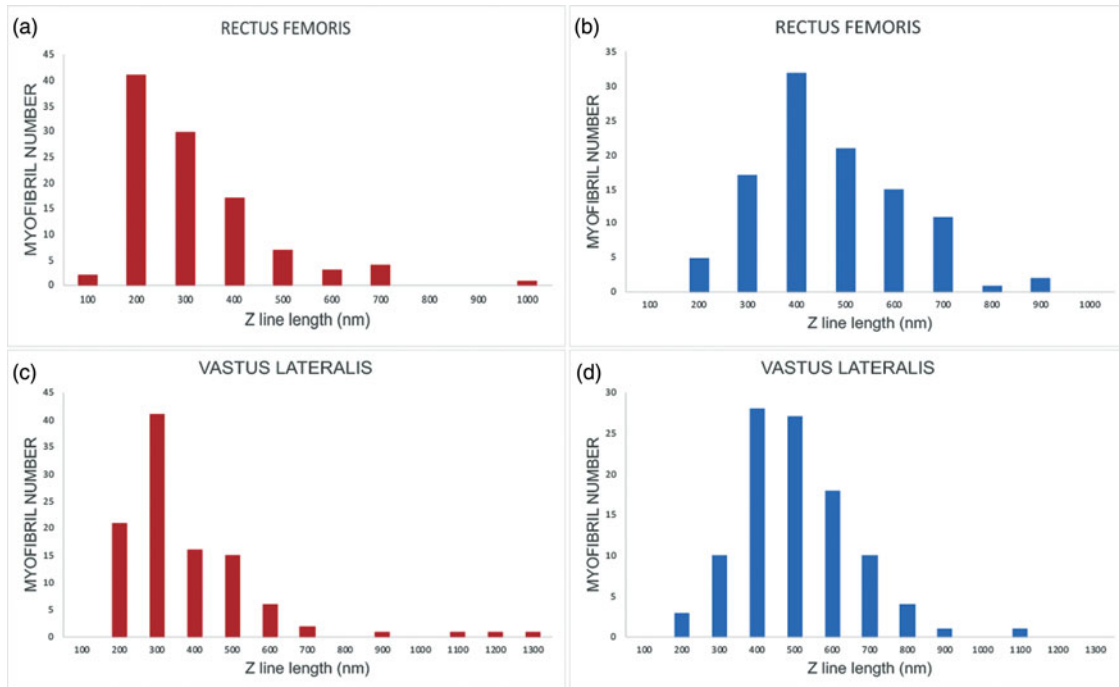 (a)
RECTUS FEMORIS
MYOFIBRIL NUMBER
45
40
35
30
25
20
15
10
5
0
100 200 300 400 500 600 700 800 900 1000
Z line length (nm)
(b)
RECTUS FEMORIS
MYOFIBRIL NUMBER
35
30
25
20
15
10
5
0
100 200 300 400 500 600 700 800 900 1000
Z line length (nm)
(c)
VASTUS LATERALIS
MYOFIBRIL NUMBER
45
40
35
30
25
20
15
10
5
0
100 200 300 400 500 600 700 800 900 1000 1100 1200 1300
Z line length (nm)
(d)
VASTUS LATERALIS
MYOFIBRIL NUMBER
30
25
20
15
10
5
0
100 200 300 400 500 600 700 800 900 1000 1100 1200 1300
Z line length (nm)